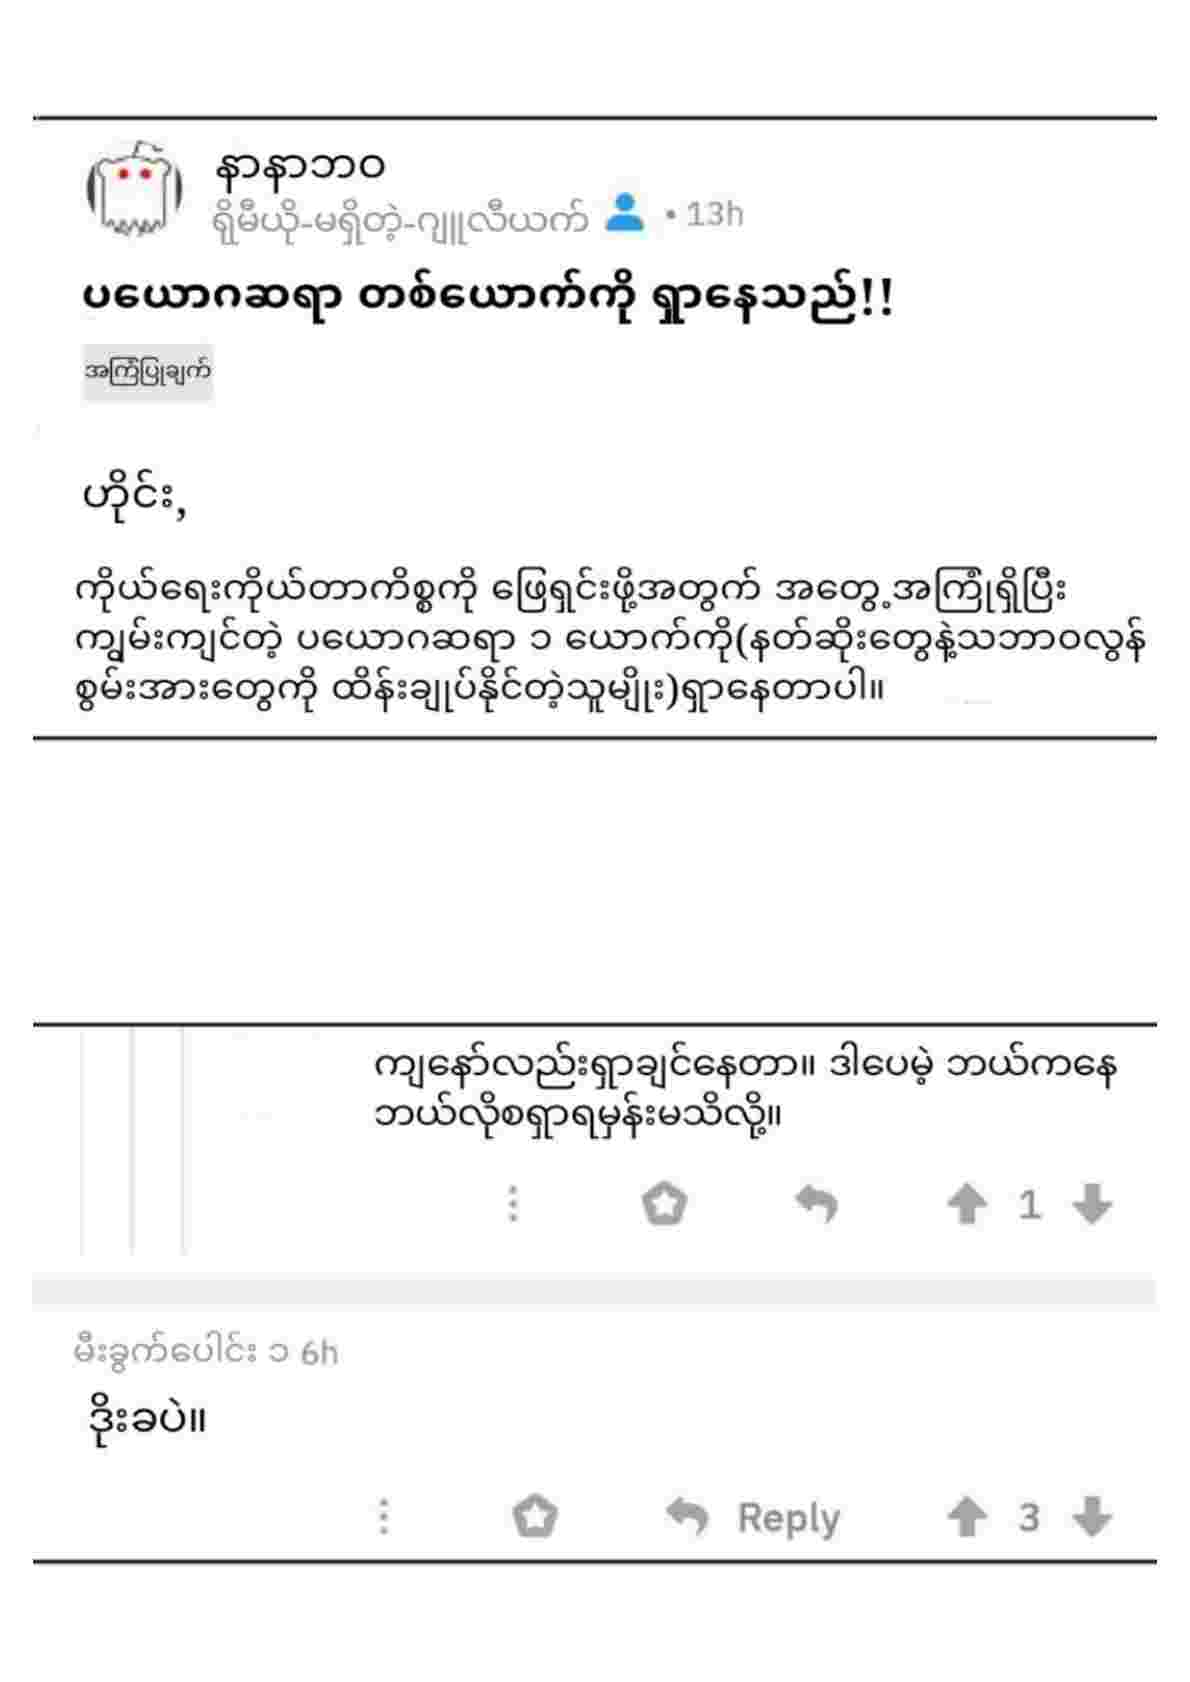 နာနာဘဝ
ရိုမီယို-မရှိတဲ့-ဂျူလီယက် • 13h
ပယောဂဆရာ တစ်ယောက်ကို ရှာနေသည်!!
အကြံပြုချက်
ဟိုင်း,
ကိုယ်ရေးကိုယ်တာကိစ္စကို ဖြေရှင်းဖို့အတွက် အတွေ့အကြုံရှိပြီး
ကျွမ်းကျင်တဲ့ ပယောဂဆရာ ၁ ယောက်ကို(နတ်ဆိုးတွေနဲ့သဘာဝလွန်
စွမ်းအားတွေကို ထိန်းချုပ်နိုင်တဲ့သူမျိုး)ရှာနေတာပါ။
ကျနော်လည်းရှာချင်နေတာ။ ဒါပေမဲ့ ဘယ်ကနေ
ဘယ်လိုစရှာရမှန်းမသိလို့။
1
မီးခွက်ပေါင်း ၁ 6h
ဒိုးခပဲ။
Reply 3